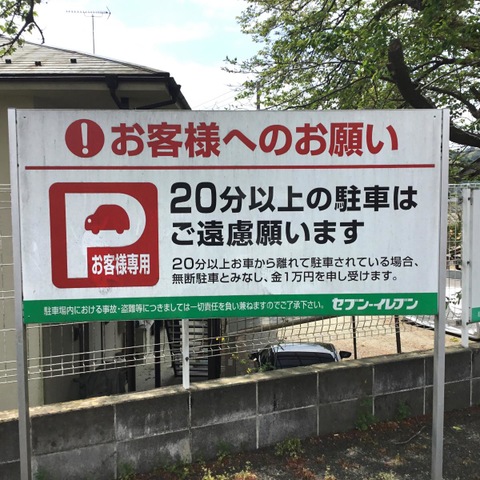 ! お客様へのお願い
P
お客様専用
20分以上の駐車は
ご遠慮願います
20分以上お車から離れて駐車されている場合、
無断駐車とみなし、金1万円を申し受けます。
駐車場内における事故・盗難等につきましては一切責任を負い兼ねますのでご了承下さい。 セブン-イレブン